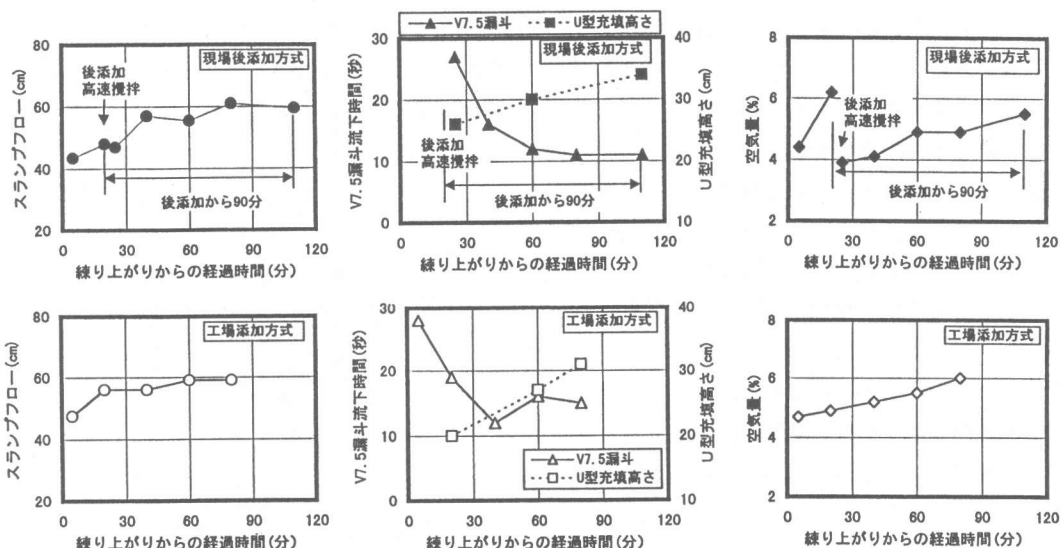 80
60
40
20
スランプフロー(cm)
現場後添加方式
後添加
高速攪拌
後添加から90分
0 30 60 90 120
練り上がりからの経過時間(分)
V7.5漏斗 U型充填高さ
30
20
10
0
V7.5漏斗流下時間(秒)
現場後添加方式
後添加
高速攪拌
後添加から90分
40
30
20
10
U型充填高さ(cm)
0 30 60 90 120
練り上がりからの経過時間(分)
8
6
4
2
空気量(%)
現場後添加方式
後添加
高速攪拌
後添加から90分
0 30 60 90 120
練り上がりからの経過時間(分)
80
60
40
20
スランプフロー(cm)
工場添加方式
0 30 60 90 120
練り上がりからの経過時間(分)
30
20
10
0
V7.5漏斗流下時間(秒)
工場添加方式
V7.5漏斗
U型充填高さ
40
30
20
10
U型充填高さ(cm)
0 30 60 90 120
練り上がりからの経過時間(分)
8
6
4
2
空気量(%)
工場添加方式
0 30 60 90 120
練り上がりからの経過時間(分)